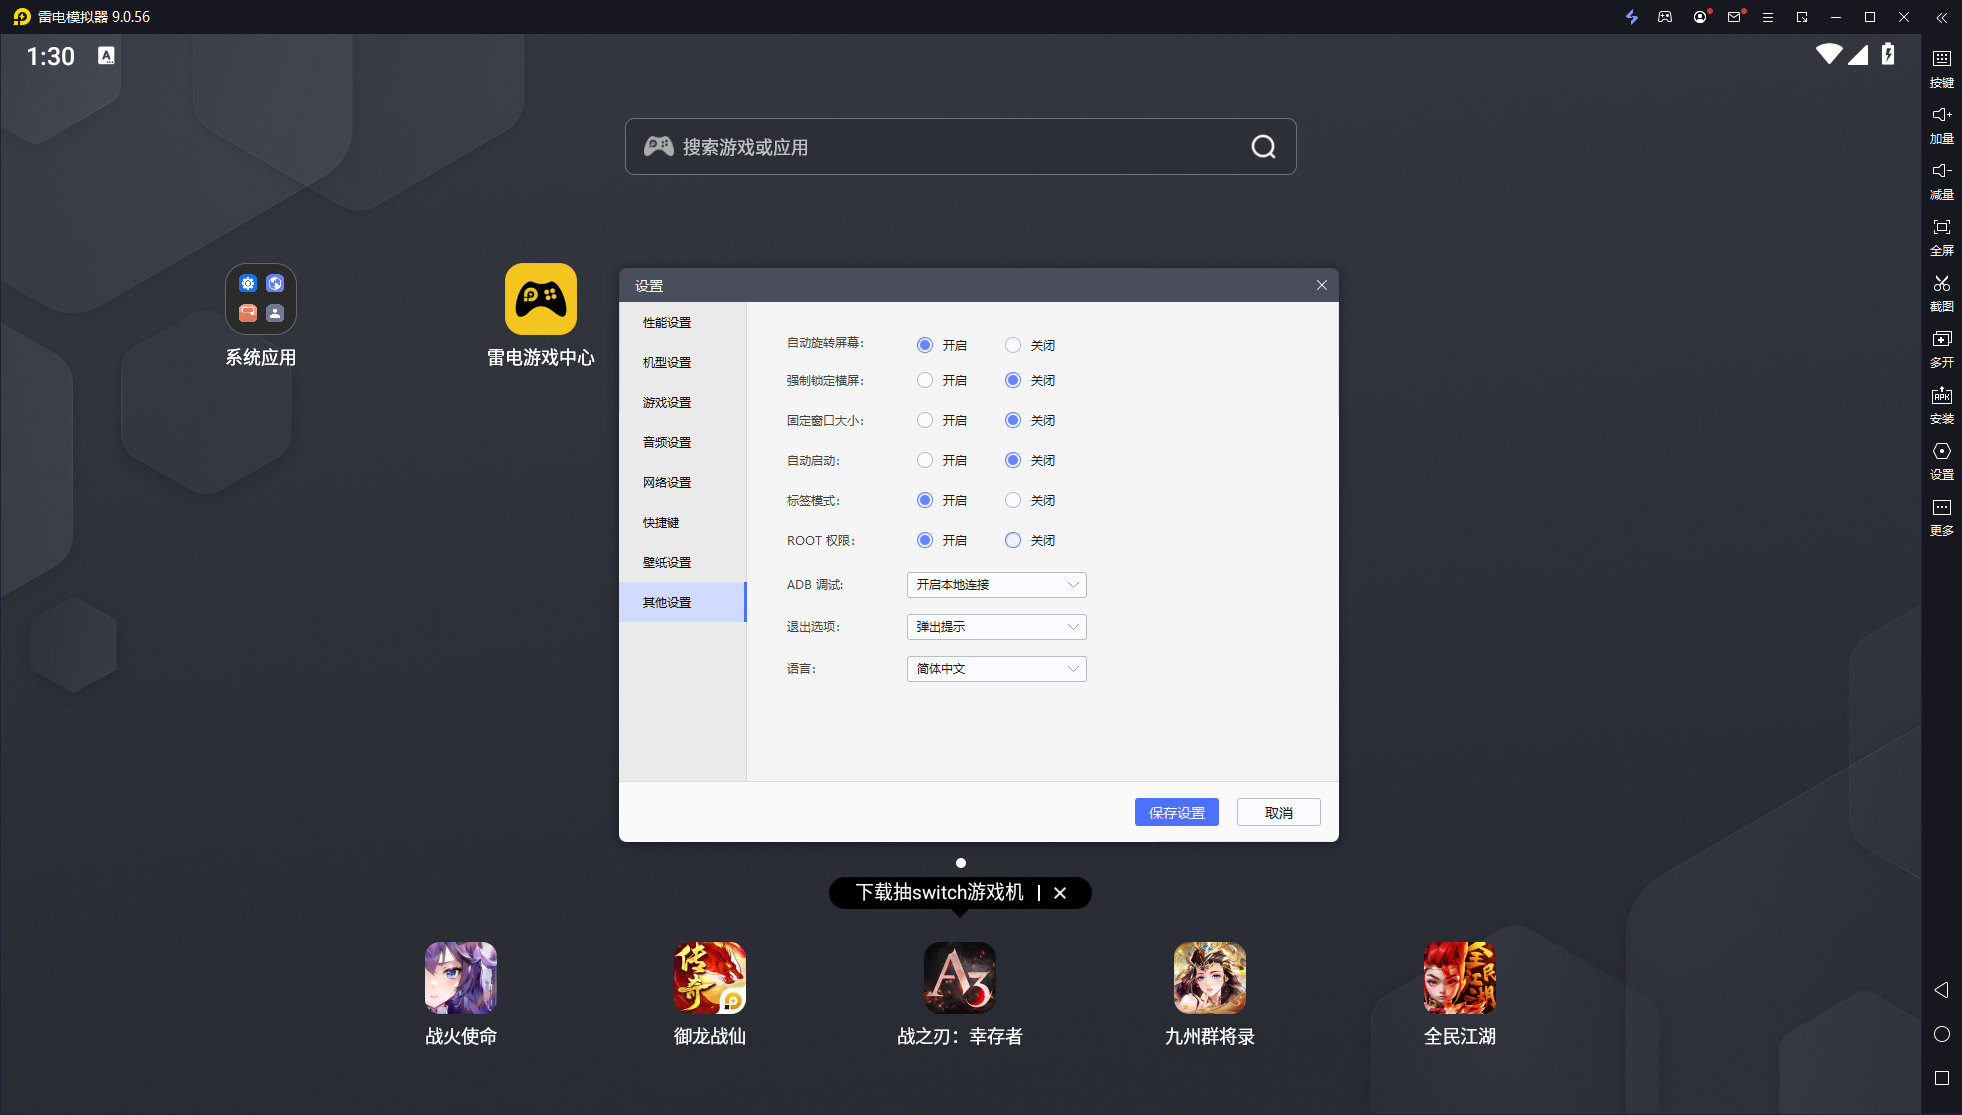 雷电模拟器 9.0.56
1:30
搜索游戏或应用
系统应用
雷电游戏中心
设置
性能设置
机型设置
游戏设置
音频设置
网络设置
快捷键
壁纸设置
其他设置
自动旋转屏幕: 开启 关闭
强制锁定横屏: 开启 关闭
固定窗口大小: 开启 关闭
自动启动: 开启 关闭
标签模式: 开启 关闭
ROOT 权限: 开启 关闭
ADB 调试: 开启本地连接
退出选项: 弹出提示
语言: 简体中文
保存设置 取消
下载抽switch游戏机
传奇
A3
全民江湖
战火使命
御龙战仙
战之刃：幸存者
九州群将录
全民江湖
按键
加量
减量
全屏
截图
多开
APK
安装
设置
更多